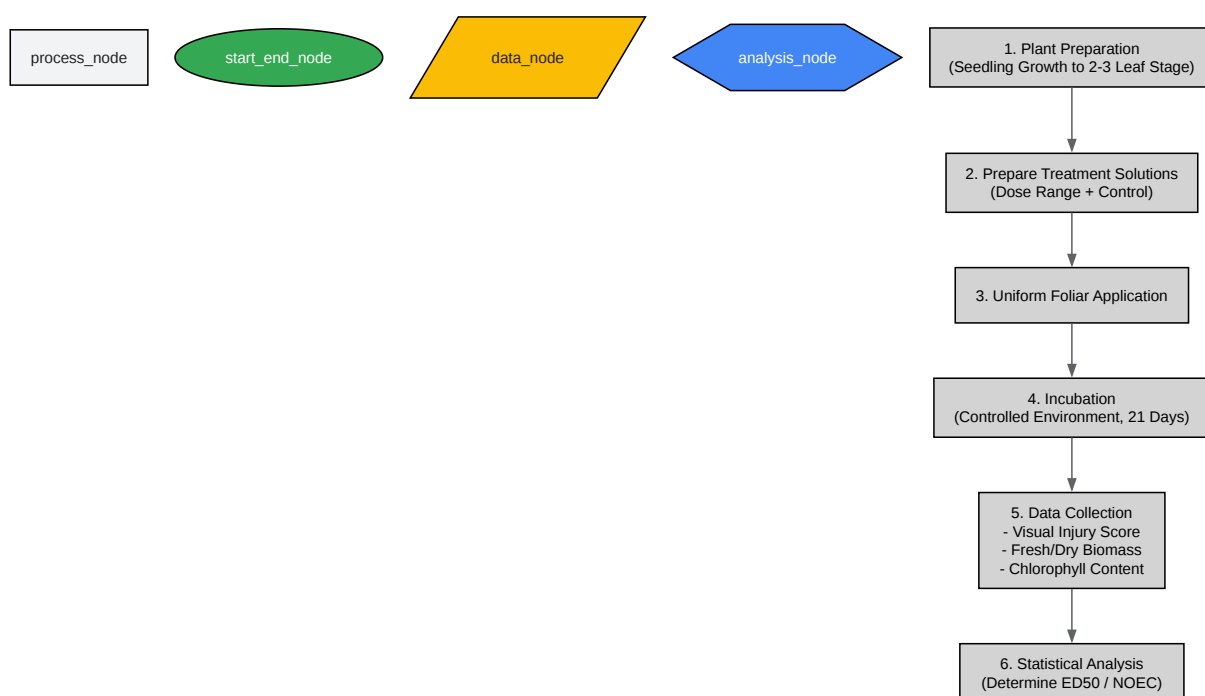 process_node
start_end_node
data_node
analysis_node
1. Plant Preparation
(Seedling Growth to 2-3 Leaf Stage)
2. Prepare Treatment Solutions
(Dose Range + Control)
3. Uniform Foliar Application
4. Incubation
(Controlled Environment, 21 Days)
5. Data Collection
- Visual Injury Score
- Fresh/Dry Biomass
- Chlorophyll Content
6. Statistical Analysis
(Determine ED50 / NOEC)